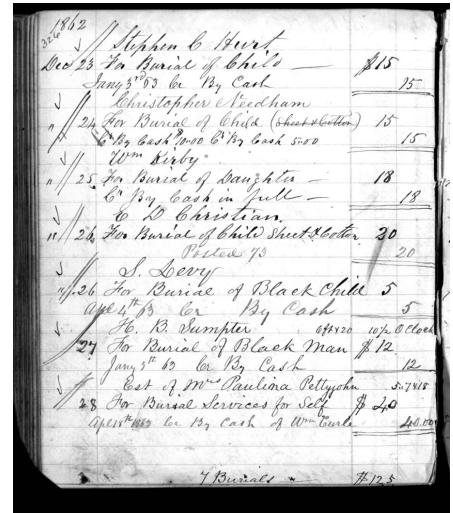 1862
326
Stephen C Hurt
Dec 23 For Burial of Child — $15
Jany 3rd 63 Cr By Cash 15
Christopher Needham
" 24 For Burial of Child (Sheet & Cotton) 15
Cr By Cash $10.00 Cr By Cash 5.00 15
Wm Kirby
" 25 For Burial of Daughter — 18
Cr By Cash in full — 18
E D Christian
" 26 For Burial of Child Sheet & Cotton 20
Posted 73 20
S. Levy
" 26 For Burial of Black Child 5
Apl 4th 63 Cr By Cash 5
H. B. Sumpter 6ft x 20 10½ O Clock
27 For Burial of Black Man $12
Jany 5th 63 Cr By Cash 12
Est of Mrs Paulina Pettyjohn
28 For Burial Services for Self $40
Apl 18th 1863 Cr By Cash of Wm Turle 40.00
7 Burials — $125